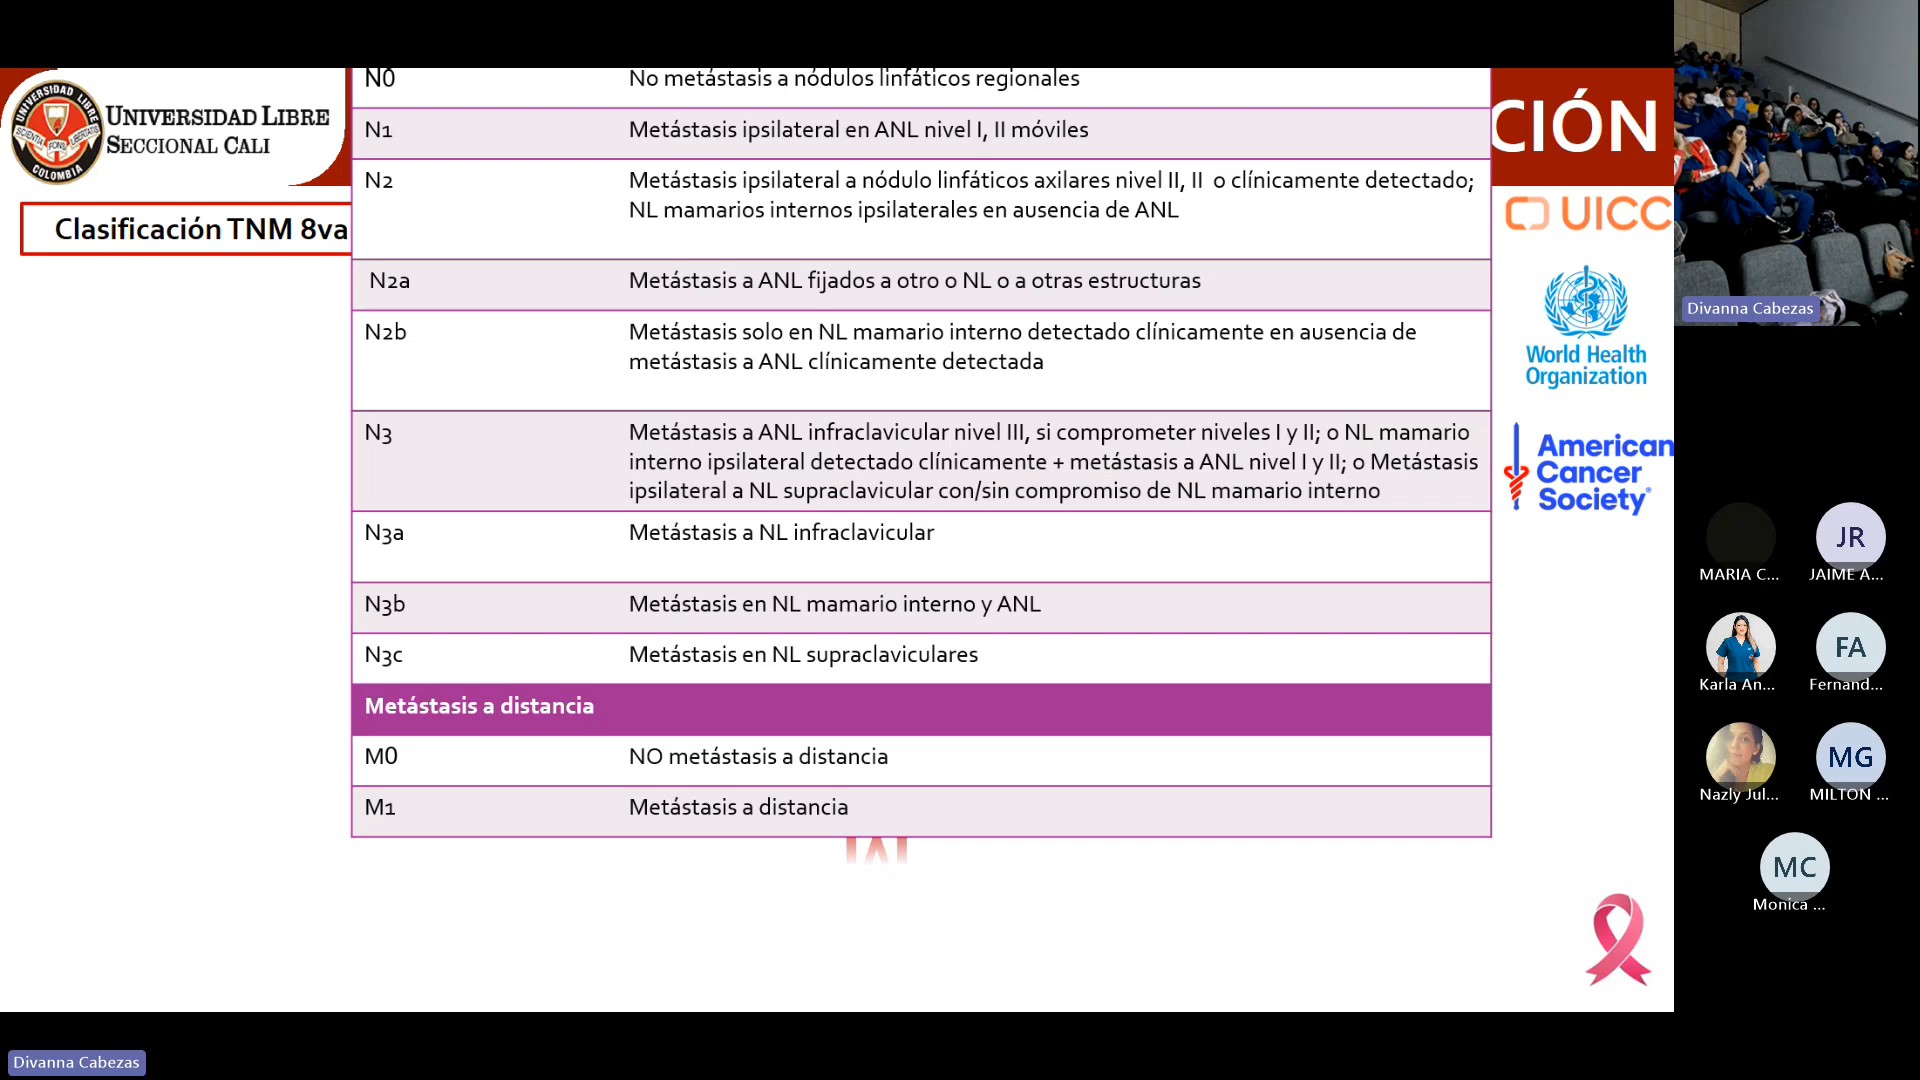 UNIVERSIDAD LIBRE
SECCIONAL CALI
UNIVERSIDAD LIBRE
COLOMBIA
CIÓN
Clasificación TNM 8va
N0 No metástasis a nódulos linfáticos regionales
N1 Metástasis ipsilateral en ANL nivel I, II móviles
N2 Metástasis ipsilateral a nódulo linfáticos axilares nivel II, II o clínicamente detectado;
NL mamarios internos ipsilaterales en ausencia de ANL
N2a Metástasis a ANL fijados a otro o NL o a otras estructuras
N2b Metástasis solo en NL mamario interno detectado clínicamente en ausencia de
metástasis a ANL clínicamente detectada
N3 Metástasis a ANL infraclavicular nivel III, si comprometer niveles I y II; o NL mamario
interno ipsilateral detectado clínicamente + metástasis a ANL nivel I y II; o Metástasis
ipsilateral a NL supraclavicular con/sin compromiso de NL mamario interno
N3a Metástasis a NL infraclavicular
N3b Metástasis en NL mamario interno y ANL
N3c Metástasis en NL supraclaviculares
Metástasis a distancia
M0 NO metástasis a distancia
M1 Metástasis a distancia
UICC
World Health
Organization
American
Cancer
Society
Divanna Cabezas
JR
MARIA C...
JAIME A...
FA
Karla An...
Fernand...
MG
Nazly Jul...
MILTON ...
MC
Monica ...
Divanna Cabezas